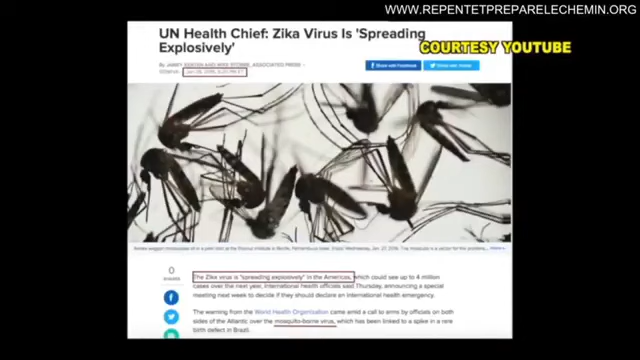 WWW.REPENTETPREPARELECHEMIN.ORG
UN Health Chief: Zika Virus Is 'Spreading
Explosively'
COURTESY YOUTUBE
ASSOCIATED PRESS
Share with Facebook
0
The Zika virus is "spreading explosively" in the Americas, which could see up to 4 million
cases over the next year, international health officials said Thursday, announcing a special
meeting next week to decide if they should declare an international health emergency.
The warning from the World Health Organization came amid a call to arms by officials on both
sides of the Atlantic over the mosquito-borne virus, which has been linked to a spike in a rare
birth defect in Brazil.